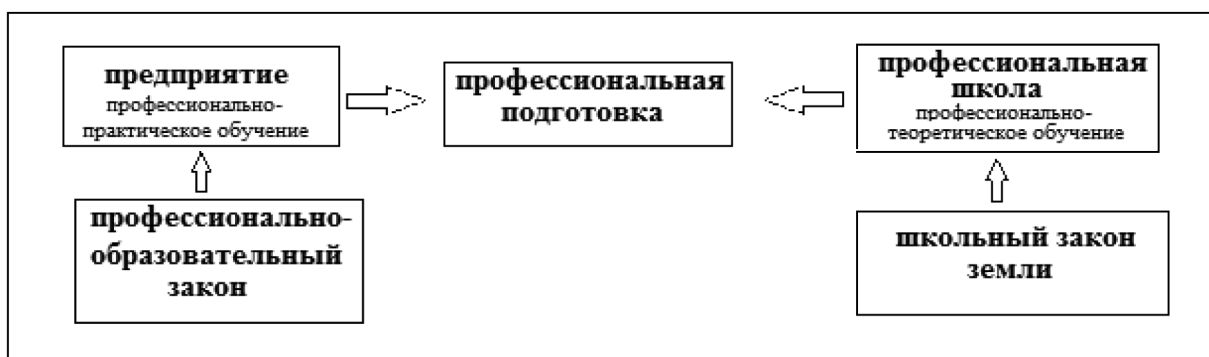 предприятие
профессионально-
практическое обучение
профессиональная
подготовка
профессиональная
школа
профессионально-
теоретическое обучение
профессионально-
образовательный
закон
школьный закон
земли